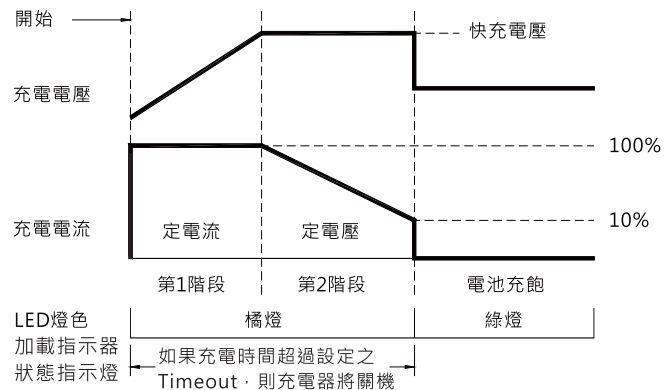 開始
快充電壓
充電電壓
100%
充電電流
定電流
定電壓
10%
第1階段
第2階段
電池充飽
LED燈色
加載指示器
狀態指示燈
橘燈
綠燈
如果充電時間超過設定之
Timeout,則充電器將關機